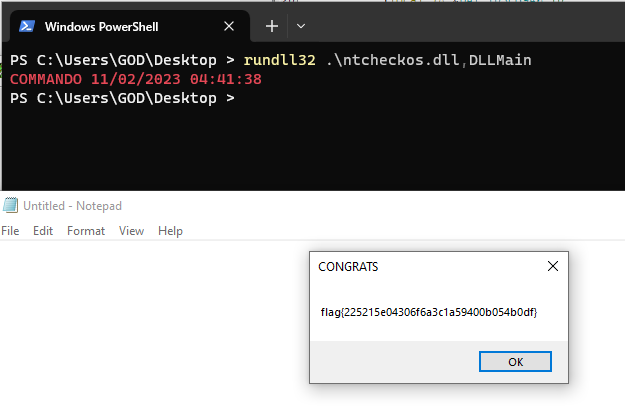 Windows PowerShell
PS C:\Users\GOD\Desktop > rundll32 .\ntcheckos.dll,DLLMain
COMMANDO 11/02/2023 04:41:38
PS C:\Users\GOD\Desktop >
Untitled - Notepad
File Edit Format View Help
CONGRATS
flag{225215e04306f6a3c1a59400b054b0df}
OK